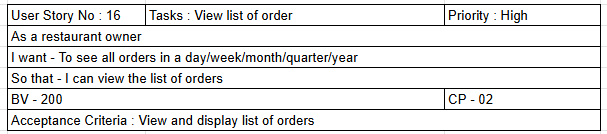 User Story No : 16 Tasks : View list of order Priority : High
As a restaurant owner
I want - To see all orders in a day/week/month/quarter/year
So that - I can view the list of orders
BV - 200 CP - 02
Acceptance Criteria : View and display list of orders